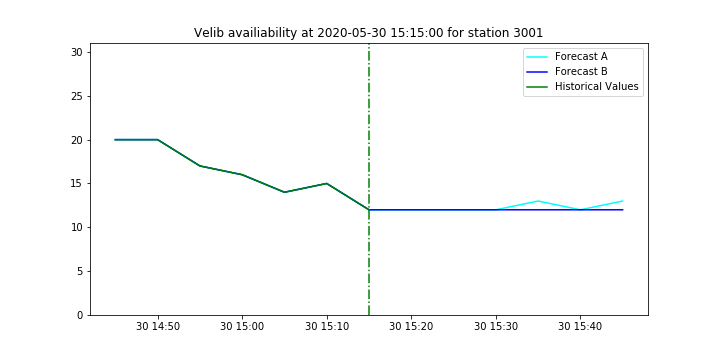 Velib availiability at 2020-05-30 15:15:00 for station 3001
Forecast A
Forecast B
Historical Values
30
25
20
15
10
5
0
30 14:50 30 15:00 30 15:10 30 15:20 30 15:30 30 15:40